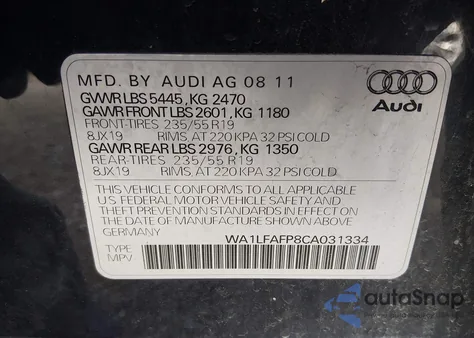 MFD. BY AUDI AG 08 11
GVWR LBS 5445, KG 2470
GAWR FRONT LBS 2601, KG 1180
FRONT-TIRES 235/55 R19
8JX19 RIMS, AT 220 KPA 32 PSI COLD
GAWR REAR LBS 2976, KG 1350
REAR-TIRES 235/55 R19
8JX19 RIMS, AT 220 KPA 32 PSI COLD
THIS VEHICLE CONFORMS TO ALL APPLICABLE
U.S. FEDERAL MOTOR VEHICLE SAFETY AND
THEFT PREVENTION STANDARDS IN EFFECT ON
THE DATE OF MANUFACTURE SHOWN ABOVE
GERMANY WA1LFAFP8CA031334
TYPE
MPV
Audi
autoSnap